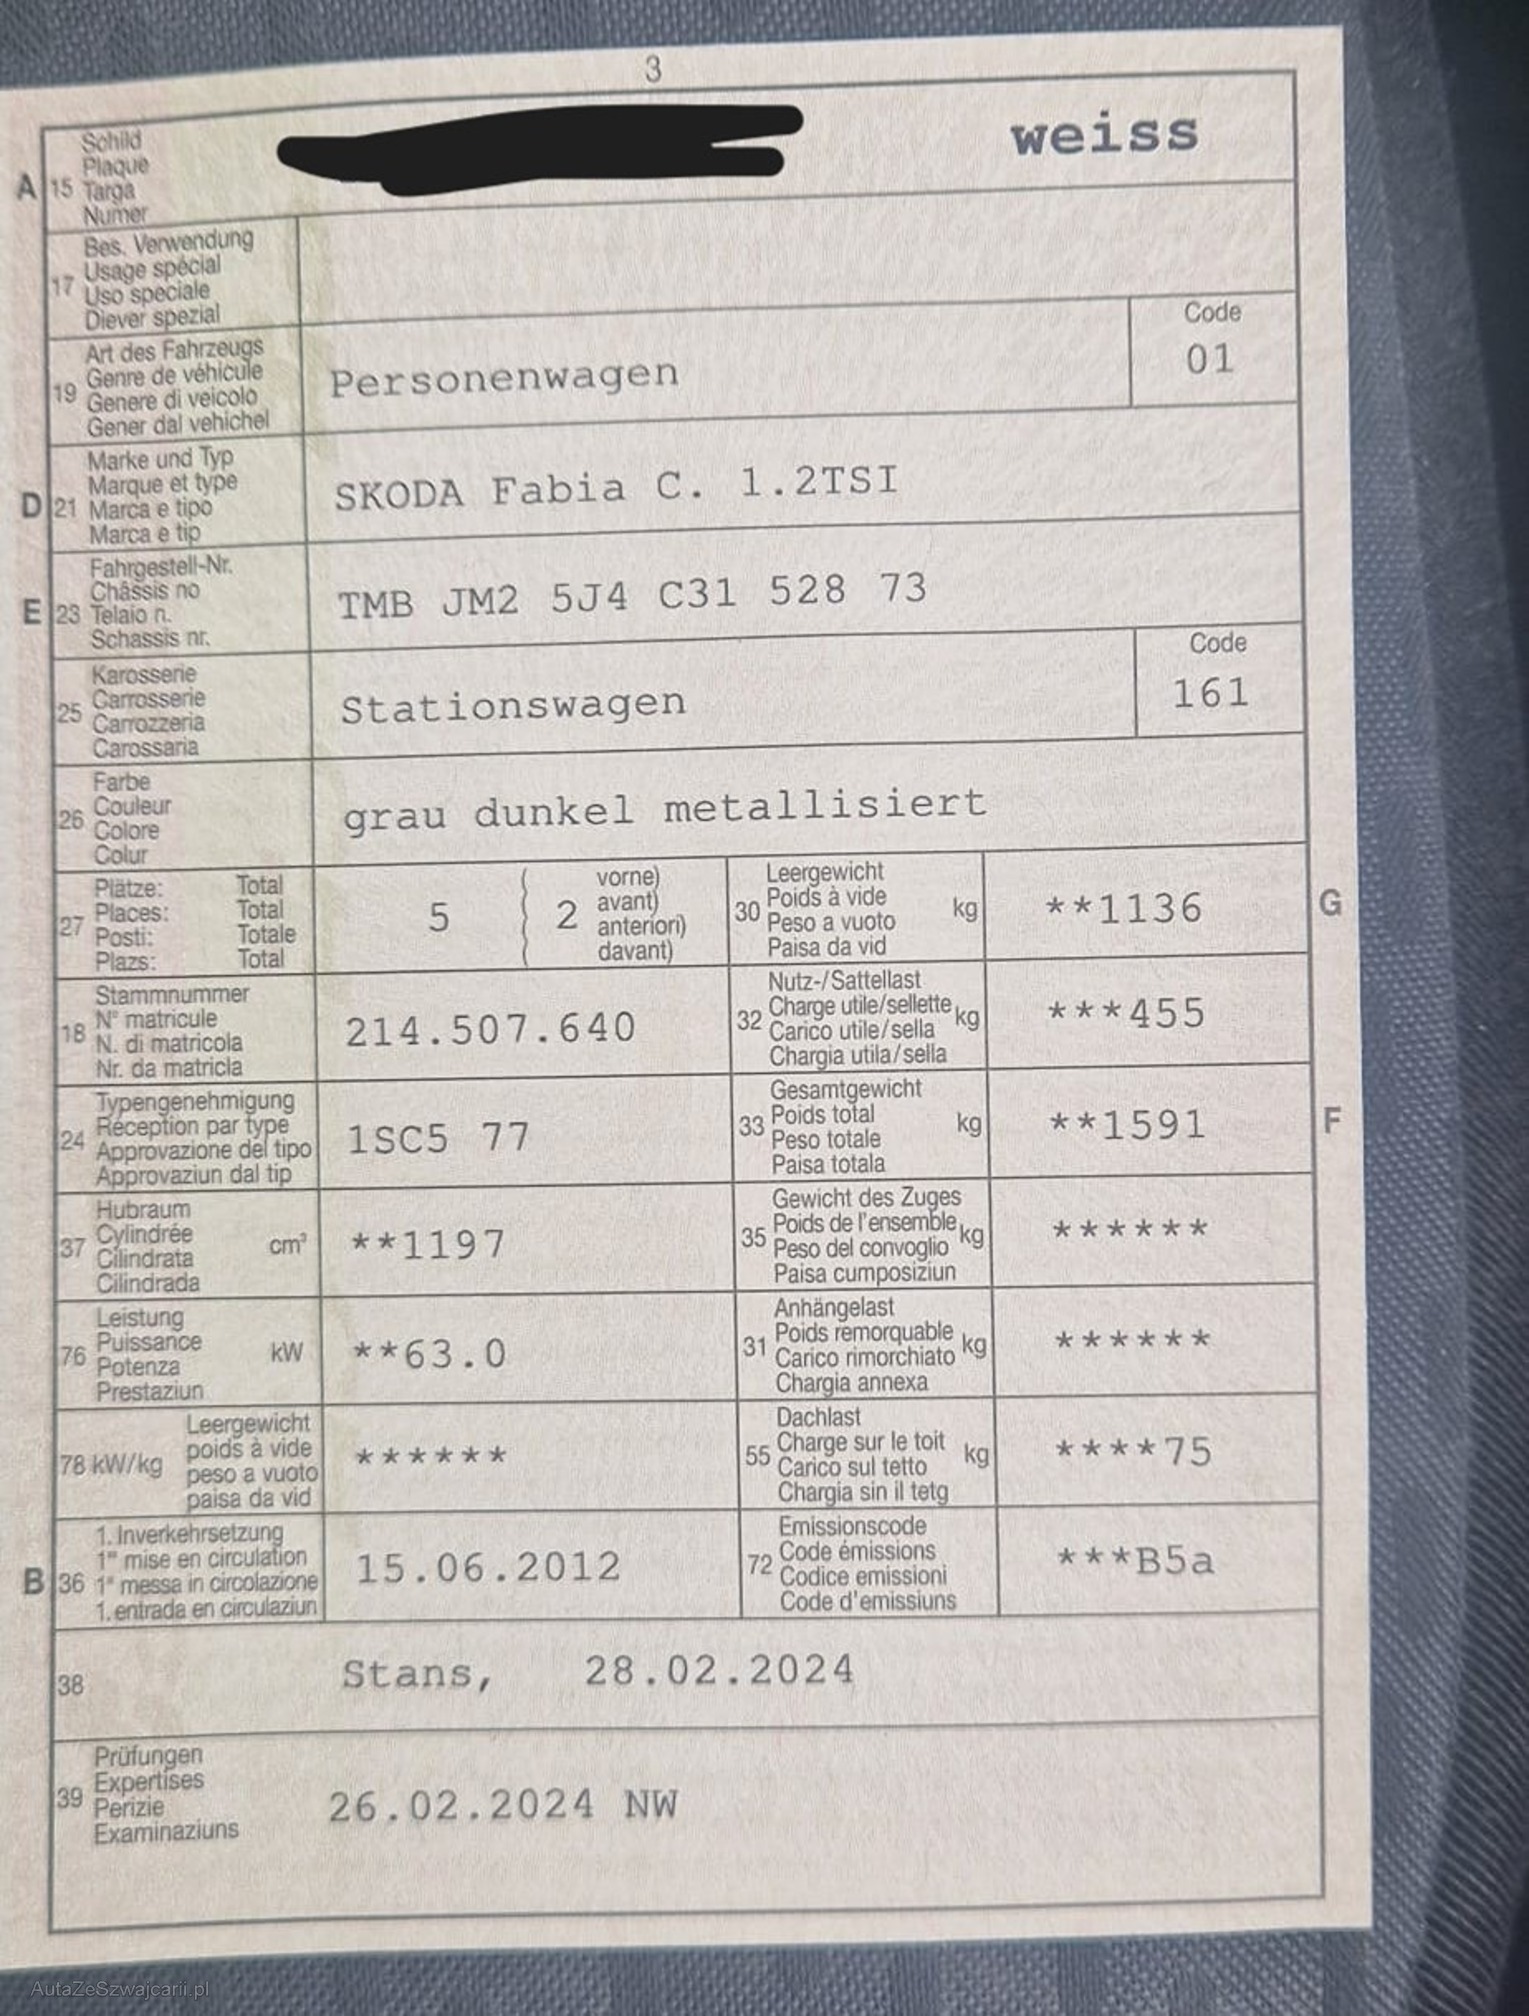 3
A 15 Schild
Plaque
Targa
Numer
weiss
17 Bes. Verwendung
Usage spécial
Uso speciale
Diever spezial
19 Art des Fahrzeugs
Genre de véhicule
Genere di veicolo
Gener dal vehichel
Personenwagen
Code
01
D 21 Marke und Typ
Marque et type
Marca e tipo
Marca e tip
SKODA Fabia C. 1.2TSI
E 23 Fahrgestell-Nr.
Châssis no
Telaio n.
Schassis nr.
TMB JM2 5J4 C31 528 73
25 Karosserie
Carrosserie
Carrozzeria
Carossaria
Stationswagen
Code
161
26 Farbe
Couleur
Colore
Colur
grau dunkel metallisiert
27 Plätze: Total
Places: Total
Posti: Totale
Plazs: Total
5 { 2 vorne)
avant)
anteriori)
davant)
30 Leergewicht
Poids à vide
Peso a vuoto
Paisa da vid
kg
**1136
G
18 Stammnummer
N° matricule
N. di matricola
Nr. da matricla
214.507.640
32 Nutz-/Sattellast
Charge utile/sellette
Carico utile/sella
Chargia utila/sella
kg
***455
24 Typengenehmigung
Réception par type
Approvazione del tipo
Approvaziun dal tip
1SC5 77
33 Gesamtgewicht
Poids total
Peso totale
Paisa totala
kg
**1591
F
37 Hubraum
Cylindrée
Cilindrata
Cilindrada
cm³
**1197
35 Gewicht des Zuges
Poids de l'ensemble
Peso del convoglio
Paisa cumposiziun
kg
******
76 Leistung
Puissance
Potenza
Prestaziun
kW
**63.0
31 Anhängelast
Poids remorquable
Carico rimorchiato
Chargia annexa
kg
******
78 kW/kg
Leergewicht
poids à vide
peso a vuoto
paisa da vid
******
55 Dachlast
Charge sur le toit
Carico sul tetto
Chargia sin il tetg
kg
****75
B 36 1. Inverkehrsetzung
1re mise en circulation
1a messa in circolazione
1. entrada en circulaziun
15.06.2012
72 Emissionscode
Code émissions
Codice emissioni
Code d'emissiuns
***B5a
38
Stans, 28.02.2024
39 Prüfungen
Expertises
Perizie
Examinaziuns
26.02.2024 NW
AutaZeSzwajcarii.pl